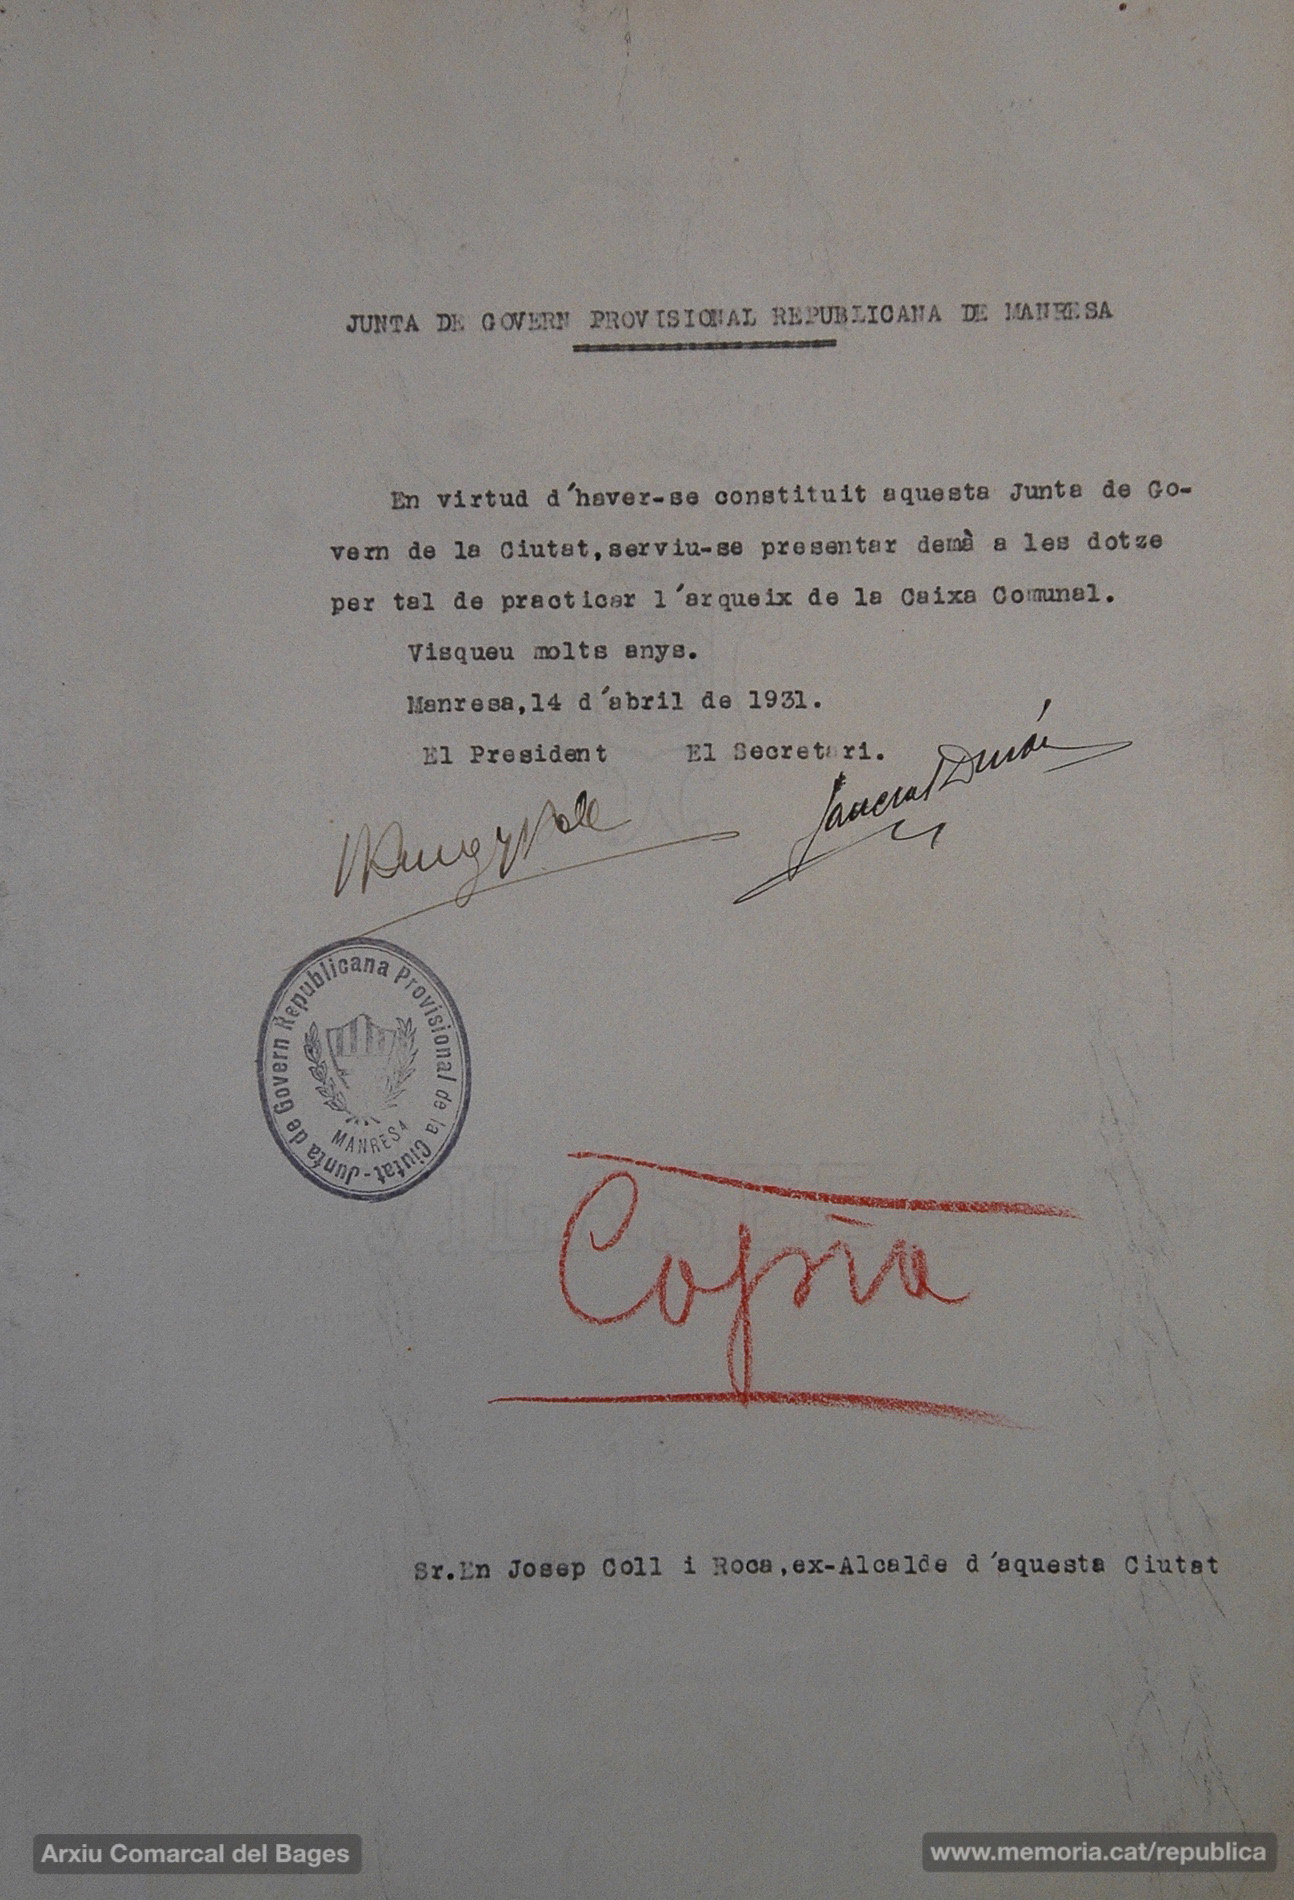 JUNTA DE GOVERN PROVISIONAL REPUBLICANA DE MANRESA
En virtud d´haver-se constituit aquesta Junta de Go-
vern de la Ciutat,serviu-se presentar demà a les dotze
per tal de practicar l´arqueix de la Caixa Comunal.
Visqueu molts anys.
Manresa,14 d´abril de 1931.
El President El Secretari.
Junta de Govern Republicana Provisional de la Ciutat-
MANRESA
Copia
Sr.En Josep Coll i Roca,ex-Alcalde d´aquesta Ciutat
Arxiu Comarcal del Bages
www.memoria.cat/republica